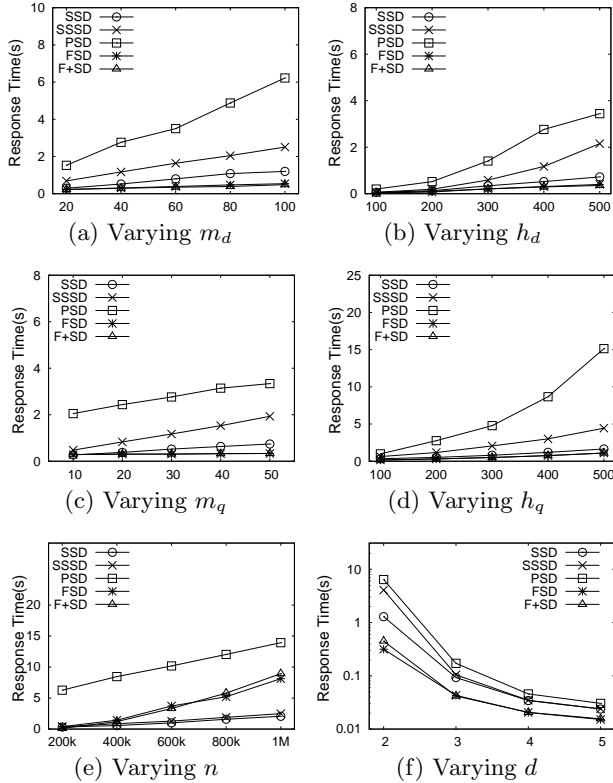 Response Time(s)
10
8
6
4
2
0
SSD
SSSD
PSD
FSD
F+SD
20 40 60 80 100
(a) Varying m_d
Response Time(s)
8
6
4
2
0
SSD
SSSD
PSD
FSD
F+SD
100 200 300 400 500
(b) Varying h_d
Response Time(s)
8
6
4
2
0
SSD
SSSD
PSD
FSD
F+SD
10 20 30 40 50
(c) Varying m_q
Response Time(s)
25
20
15
10
5
0
SSD
SSSD
PSD
FSD
F+SD
100 200 300 400 500
(d) Varying h_q
Response Time(s)
20
15
10
5
0
SSD
SSSD
PSD
FSD
F+SD
200k 400k 600k 800k 1M
(e) Varying n
Response Time(s)
100
10
1
0.1
0.01
SSD
SSSD
PSD
FSD
F+SD
2 3 4 5
(f) Varying d